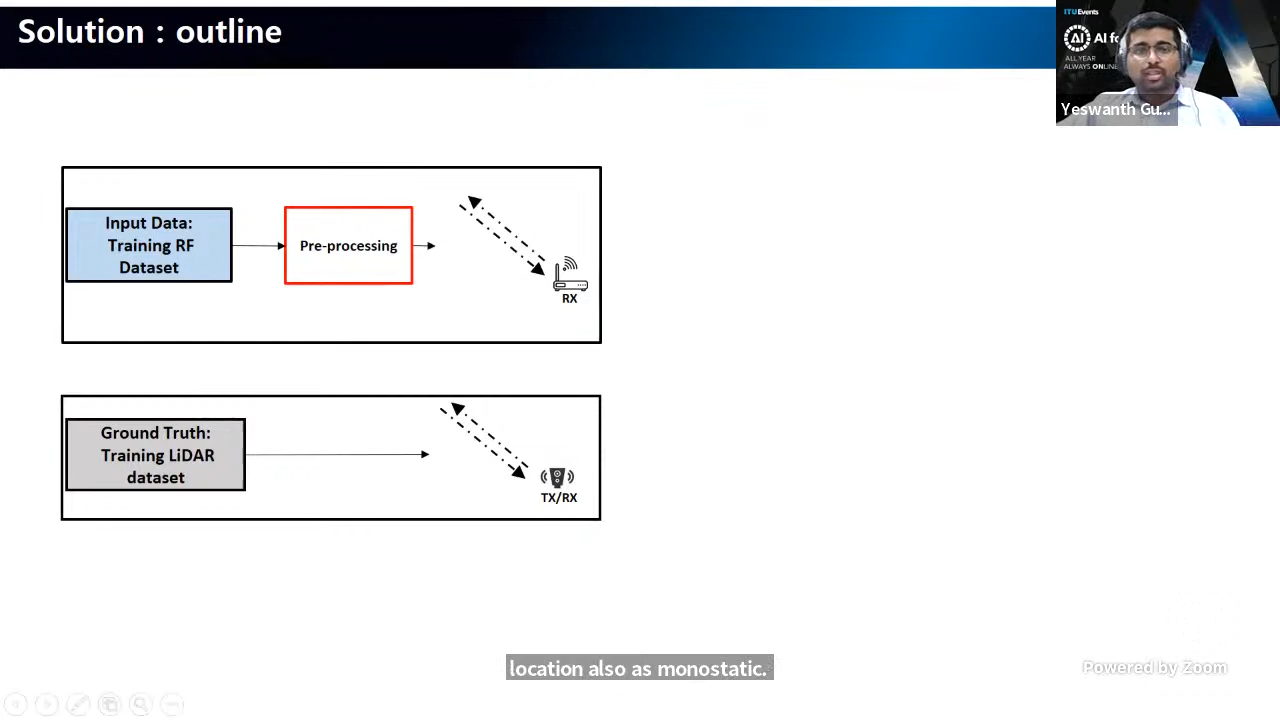 Solution : outline
ITUEvents
AI fo
ALL YEAR
ALWAYS ONLIN
Yeswanth Gu...
Input Data:
Training RF
Dataset
Pre-processing
RX
Ground Truth:
Training LiDAR
dataset
TX/RX
location also as monostatic.
Powered by Zoom